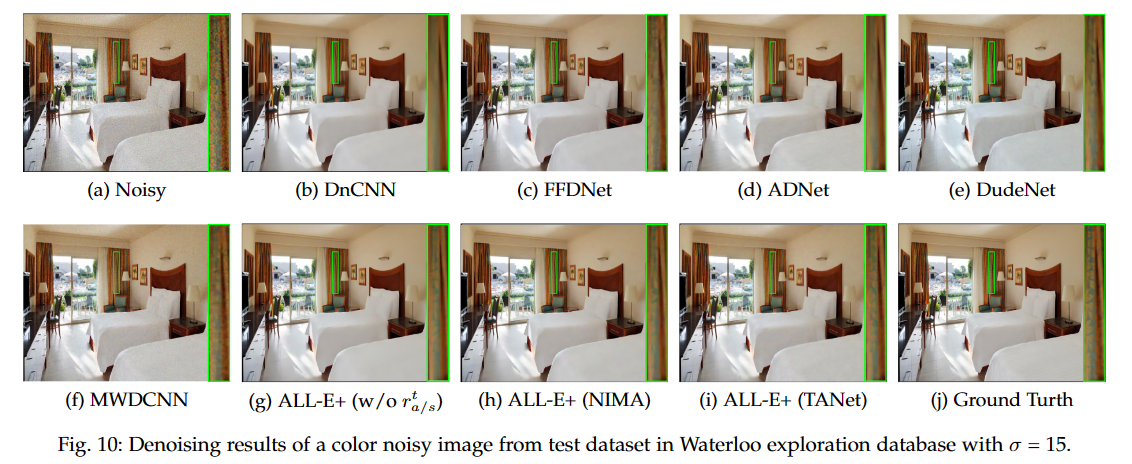 (a) Noisy (b) DnCNN (c) FFDNet (d) ADNet (e) DudeNet
(f) MWDCNN (g) ALL-E+ (w/o r^t_{a/s}) (h) ALL-E+ (NIMA) (i) ALL-E+ (TANet) (j) Ground Turth
Fig. 10: Denoising results of a color noisy image from test dataset in Waterloo exploration database with σ = 15.